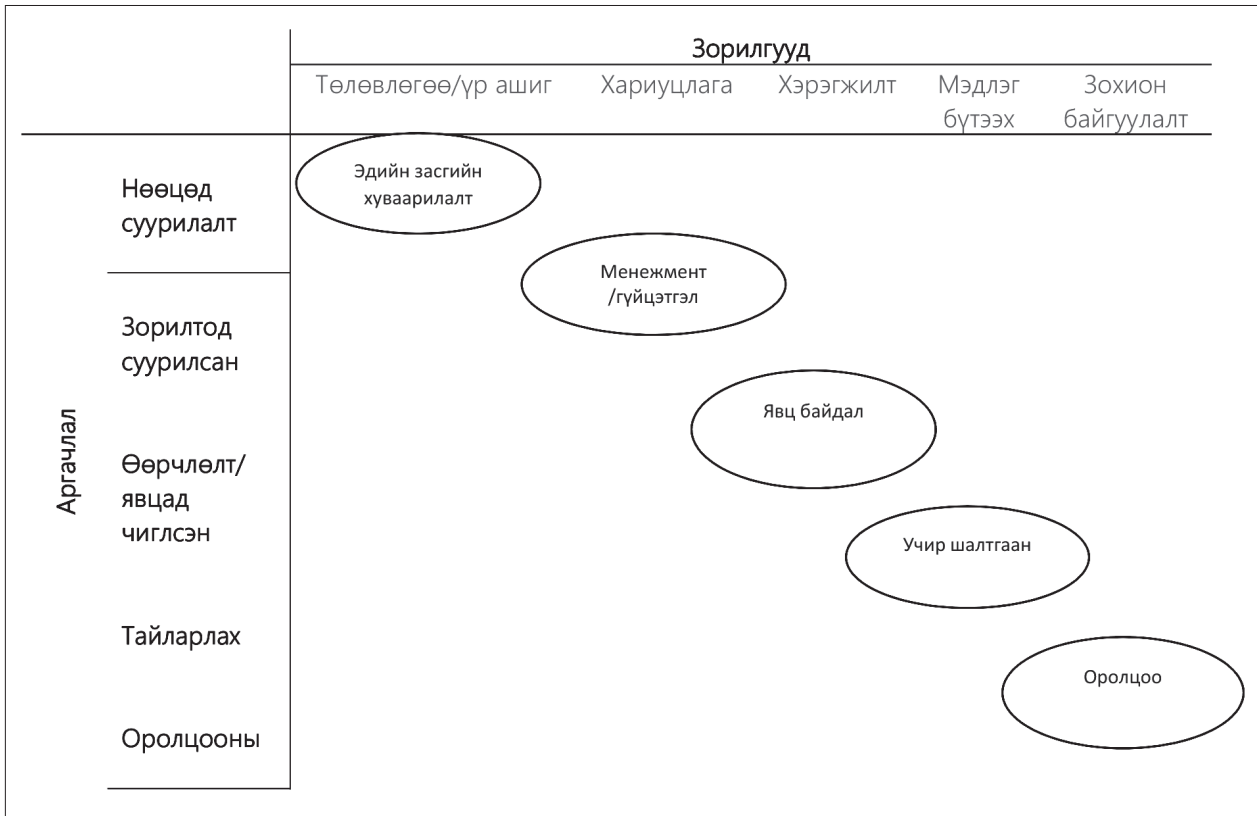 Зорилгууд
Төлөвлөгөө/үр ашиг
Хариуцлага
Хэрэгжилт
Мэдлэг
бүтээх
Зохион
байгуулалт
Аргачлал
Нөөцөд
суурилалт
Эдийн засгийн
хуваарилалт
Менежмент
/гүйцэтгэл
Зорилтод
суурилсан
Явц байдал
Өөрчлөлт/
явцад
чиглсэн
Учир шалтгаан
Тайларлах
Оролцоо
Оролцооны